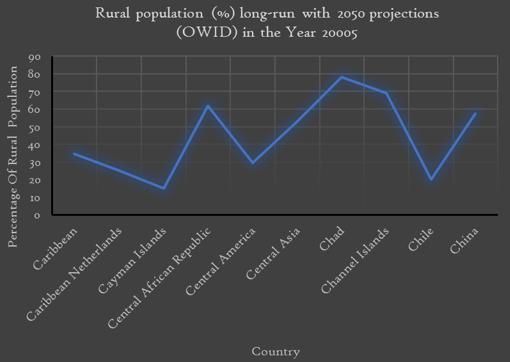 Rural population (%) long-run with 2050 projections
(OWID) in the Year 20005
Percentage Of Rural Population
90
80
70
60
50
40
30
20
10
0
Caribbean
Caribbean Netherlands
Cayman Islands
Central African Republic
Central America
Central Asia
Chad
Channel Islands
Chile
China
Country